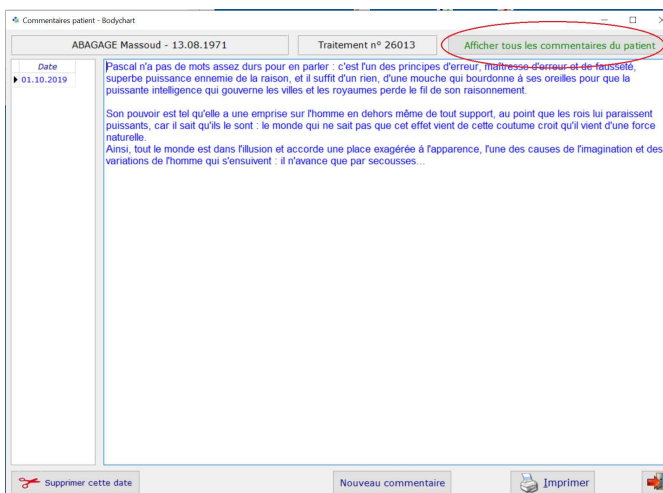 Commentaires patient - Bodychart
ABAGAGE Massoud - 13.08.1971
Traitement n° 26013
Afficher tous les commentaires du patient
Date
01.10.2019
Pascal n'a pas de mots assez durs pour en parler : c'est l'un des principes d'erreur, maîtresse d'erreur et de fausseté,
superbe puissance ennemie de la raison, et il suffit d'un rien, d'une mouche qui bourdonne à ses oreilles pour que la
puissante intelligence qui gouverne les villes et les royaumes perde le fil de son raisonnement.
Son pouvoir est tel qu'elle a une emprise sur l'homme en dehors même de tout support, au point que les rois lui paraissent
puissants, car il sait qu'ils le sont : le monde qui ne sait pas que cet effet vient de cette coutume croit qu'il vient d'une force
naturelle.
Ainsi, tout le monde est dans l'illusion et accorde une place exagérée à l'apparence, l'une des causes de l'imagination et des
variations de l'homme qui s'ensuivent : il n'avance que par secousses...
Supprimer cette date
Nouveau commentaire
Imprimer